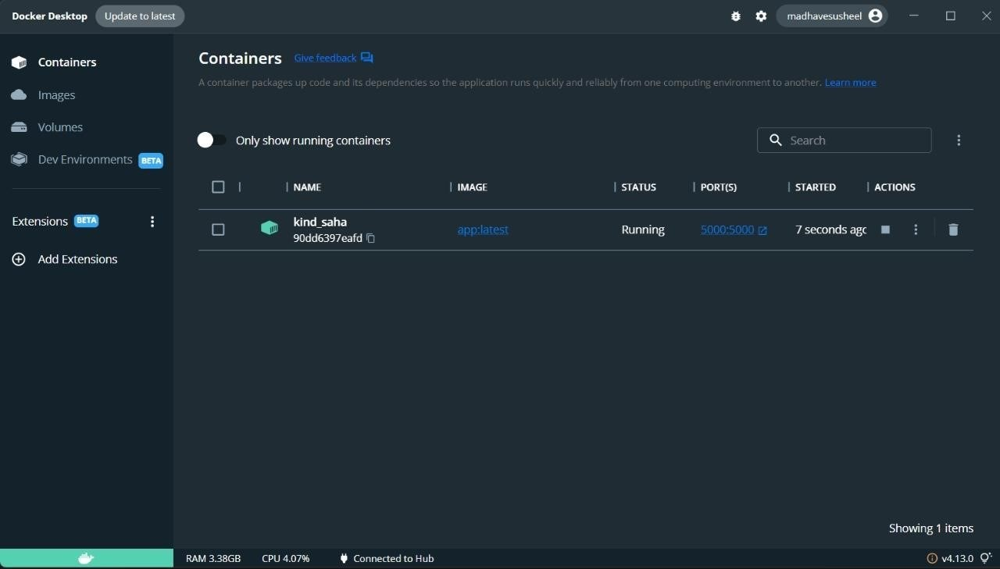 Docker Desktop Update to latest madhavesusheel
Containers
Images
Volumes
Dev Environments BETA
Extensions BETA
Add Extensions
Containers Give feedback
A container packages up code and its dependencies so the application runs quickly and reliably from one computing environment to another. Learn more
Only show running containers Search
NAME IMAGE STATUS PORT(S) STARTED ACTIONS
kind_saha app:latest Running 5000:5000 7 seconds ago
90dd6397eafd
Showing 1 items
RAM 3.38GB CPU 4.07% Connected to Hub v4.13.0